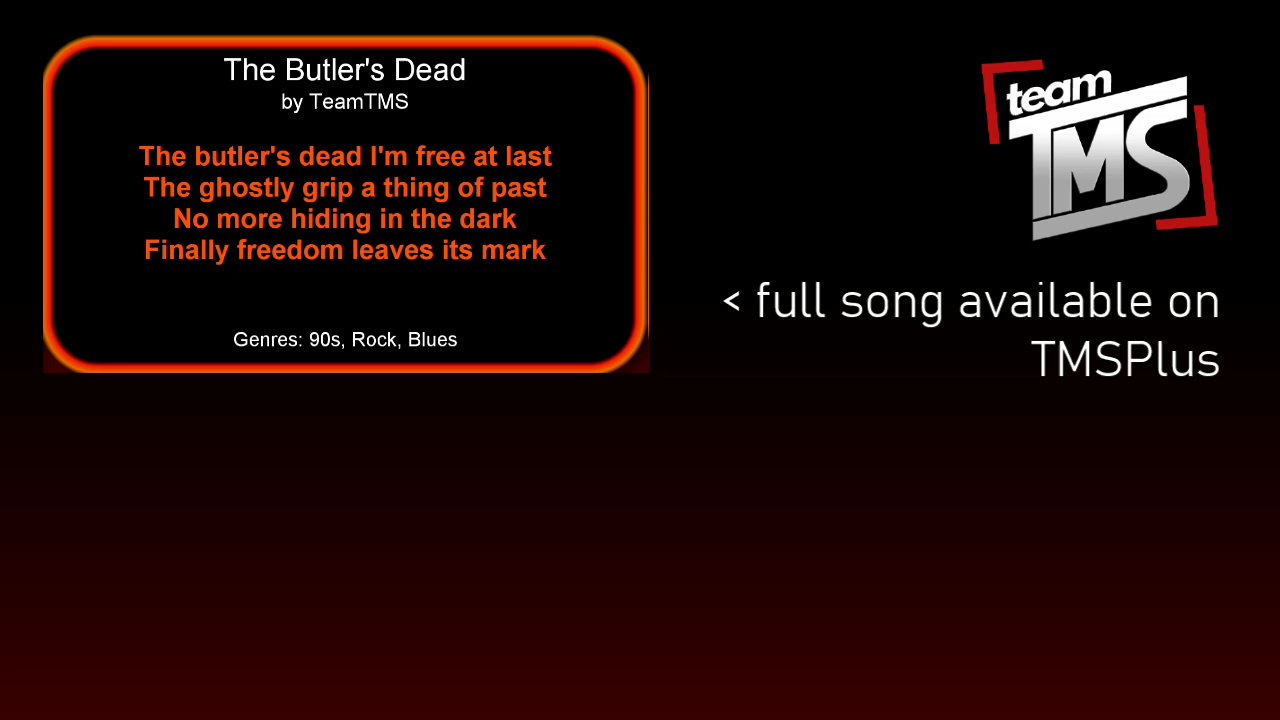 The Butler's Dead
by TeamTMS
The butler's dead I'm free at last
The ghostly grip a thing of past
No more hiding in the dark
Finally freedom leaves its mark
Genres: 90s, Rock, Blues
team
TMS
< full song available on
TMSPlus